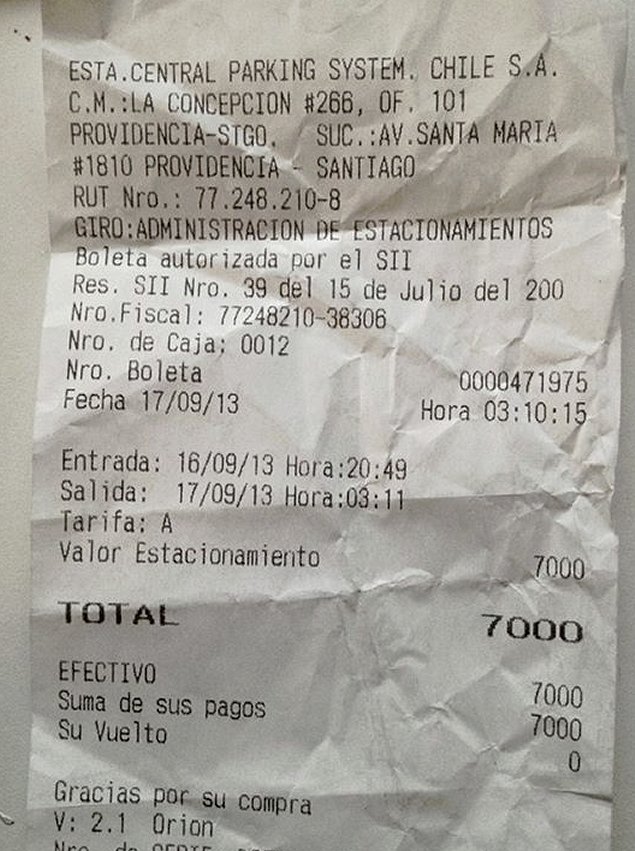 ESTA.CENTRAL PARKING SYSTEM. CHILE S.A.
C.M.:LA CONCEPCION #266, OF. 101
PROVIDENCIA-STGO. SUC.:AV.SANTA MARIA
#1810 PROVIDENCIA - SANTIAGO
RUT Nro.: 77.248.210-8
GIRO:ADMINISTRACION DE ESTACIONAMIENTOS
Boleta autorizada por el SII
Res. SII Nro. 39 del 15 de Julio del 200
Nro.Fiscal: 77248210-38306
Nro. de Caja: 0012
Nro. Boleta 0000471975
Fecha 17/09/13 Hora 03:10:15
Entrada: 16/09/13 Hora:20:49
Salida: 17/09/13 Hora:03:11
Tarifa: A
Valor Estacionamiento 7000
TOTAL 7000
EFECTIVO 7000
Suma de sus pagos 7000
Su Vuelto 0
Gracias por su compra
V: 2.1 Orion
Nro. de SERIE